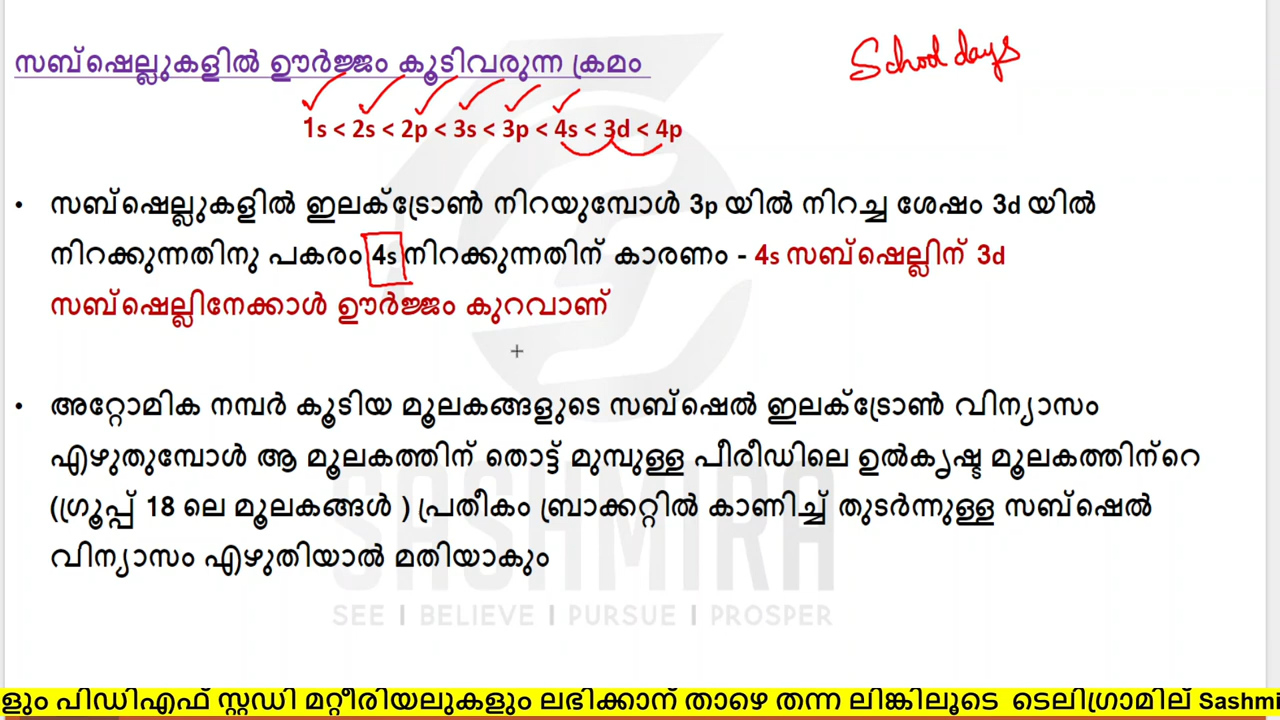 സബ്ഷെല്ലുകളിൽ ഊർജ്ജം കൂടിവരുന്ന ക്രമം
School days
1s < 2s < 2p < 3s < 3p < 4s < 3d < 4p
• സബ്ഷെല്ലുകളിൽ ഇലക്ട്രോൺ നിറയുമ്പോൾ 3p യിൽ നിറച്ച ശേഷം 3d യിൽ
നിറക്കുന്നതിനു പകരം 4s നിറക്കുന്നതിന് കാരണം - 4s സബ്ഷെല്ലിന് 3d
സബ്ഷെല്ലിനേക്കാൾ ഊർജ്ജം കുറവാണ്
• അറ്റോമിക നമ്പർ കൂടിയ മൂലകങ്ങളുടെ സബ്ഷെൽ ഇലക്ട്രോൺ വിന്യാസം
എഴുതുമ്പോൾ ആ മൂലകത്തിന് തൊട്ട് മുമ്പുള്ള പീരീഡിലെ ഉൽകൃഷ്ട മൂലകത്തിന്റെ
(ഗ്രൂപ്പ് 18 ലെ മൂലകങ്ങൾ ) പ്രതീകം ബ്രാക്കറ്റിൽ കാണിച്ച് തുടർന്നുള്ള സബ്ഷെൽ
വിന്യാസം എഴുതിയാൽ മതിയാകും
SASHMIRA
SEE | BELIEVE | PURSUE | PROSPER
ളും പിഡിഎഫ് സ്റ്റഡി മറ്റീരിയലുകളും ലഭിക്കാന് താഴെ തന്ന ലിങ്കിലൂടെ ടെലിഗ്രാമില് Sashmi